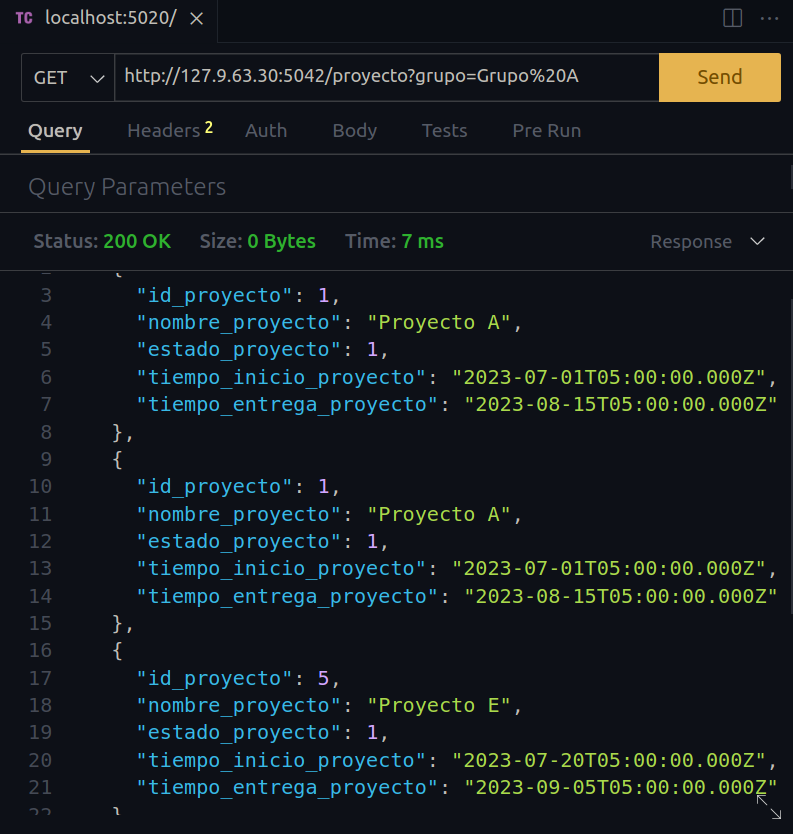 TC localhost:5020/
GET http://127.9.63.30:5042/proyecto?grupo=Grupo%20A Send
Query Headers 2 Auth Body Tests Pre Run
Query Parameters
Status: 200 OK Size: 0 Bytes Time: 7 ms Response
{
3 "id_proyecto": 1,
4 "nombre_proyecto": "Proyecto A",
5 "estado_proyecto": 1,
6 "tiempo_inicio_proyecto": "2023-07-01T05:00:00.000Z",
7 "tiempo_entrega_proyecto": "2023-08-15T05:00:00.000Z"
8 },
9 {
10 "id_proyecto": 1,
11 "nombre_proyecto": "Proyecto A",
12 "estado_proyecto": 1,
13 "tiempo_inicio_proyecto": "2023-07-01T05:00:00.000Z",
14 "tiempo_entrega_proyecto": "2023-08-15T05:00:00.000Z"
15 },
16 {
17 "id_proyecto": 5,
18 "nombre_proyecto": "Proyecto E",
19 "estado_proyecto": 1,
20 "tiempo_inicio_proyecto": "2023-07-20T05:00:00.000Z",
21 "tiempo_entrega_proyecto": "2023-09-05T05:00:00.000Z"
22 }